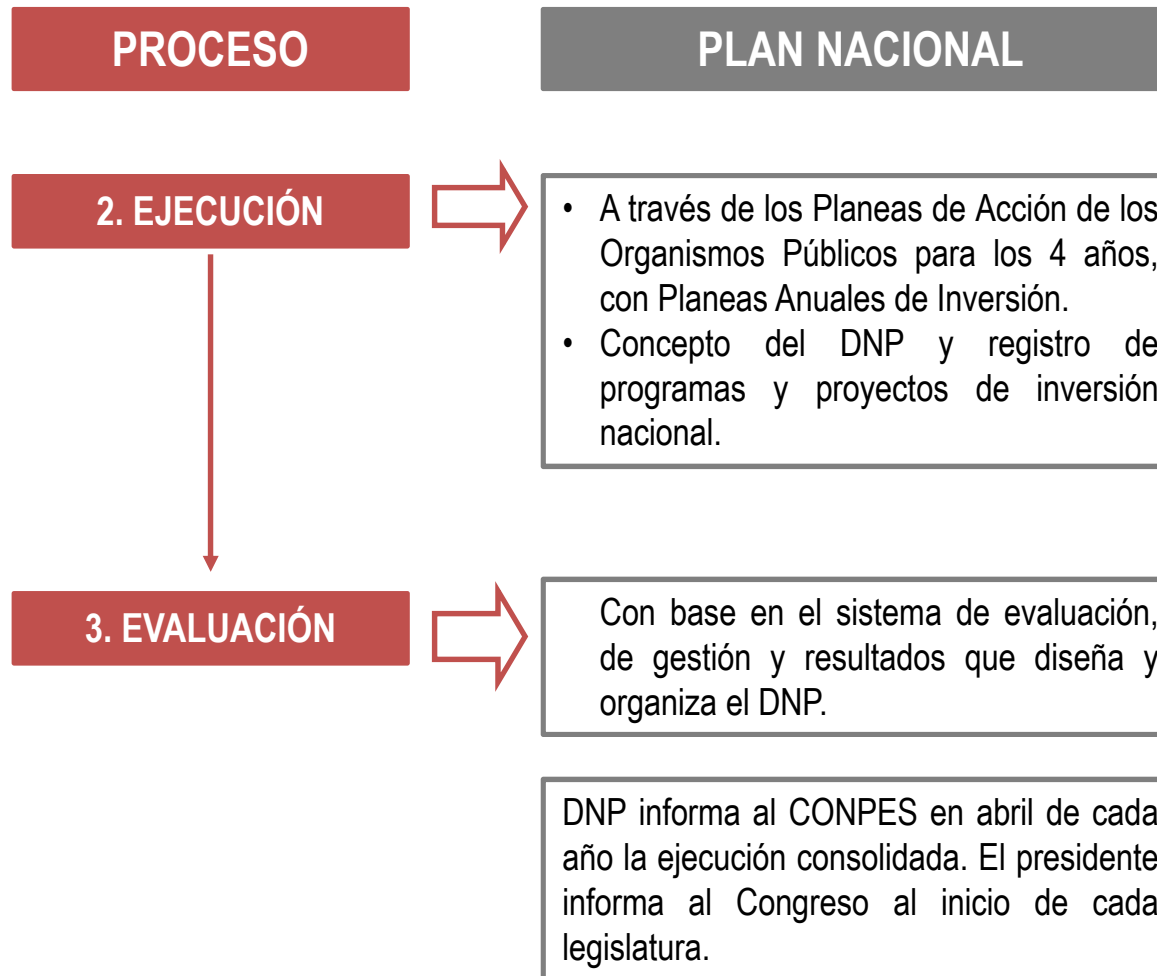 PROCESO
PLAN NACIONAL
2. EJECUCIÓN
• A través de los Planeas de Acción de los
Organismos Públicos para los 4 años,
con Planeas Anuales de Inversión.
• Concepto del DNP y registro de
programas y proyectos de inversión
nacional.
3. EVALUACIÓN
Con base en el sistema de evaluación,
de gestión y resultados que diseña y
organiza el DNP.
DNP informa al CONPES en abril de cada
año la ejecución consolidada. El presidente
informa al Congreso al inicio de cada
legislatura.